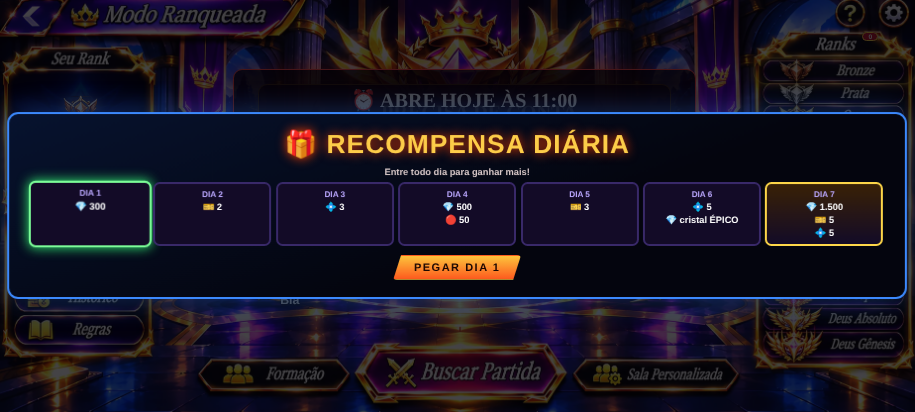 Modo Ranqueada
?
Seu Rank
Ranks
0
Bronze
Prata
⏰ ABRE HOJE ÀS 11:00
🎁 RECOMPENSA DIÁRIA
Entre todo dia para ganhar mais!
DIA 1
💎 300
DIA 2
🎫 2
DIA 3
💠 3
DIA 4
💎 500
🔴 50
DIA 5
🎫 3
DIA 6
💠 5
💎 cristal ÉPICO
DIA 7
💎 1.500
🎫 5
💠 5
PEGAR DIA 1
Histórico
Dia
Regras
Deus Absoluto
Deus Gênesis
Formação
Buscar Partida
Sala Personalizada